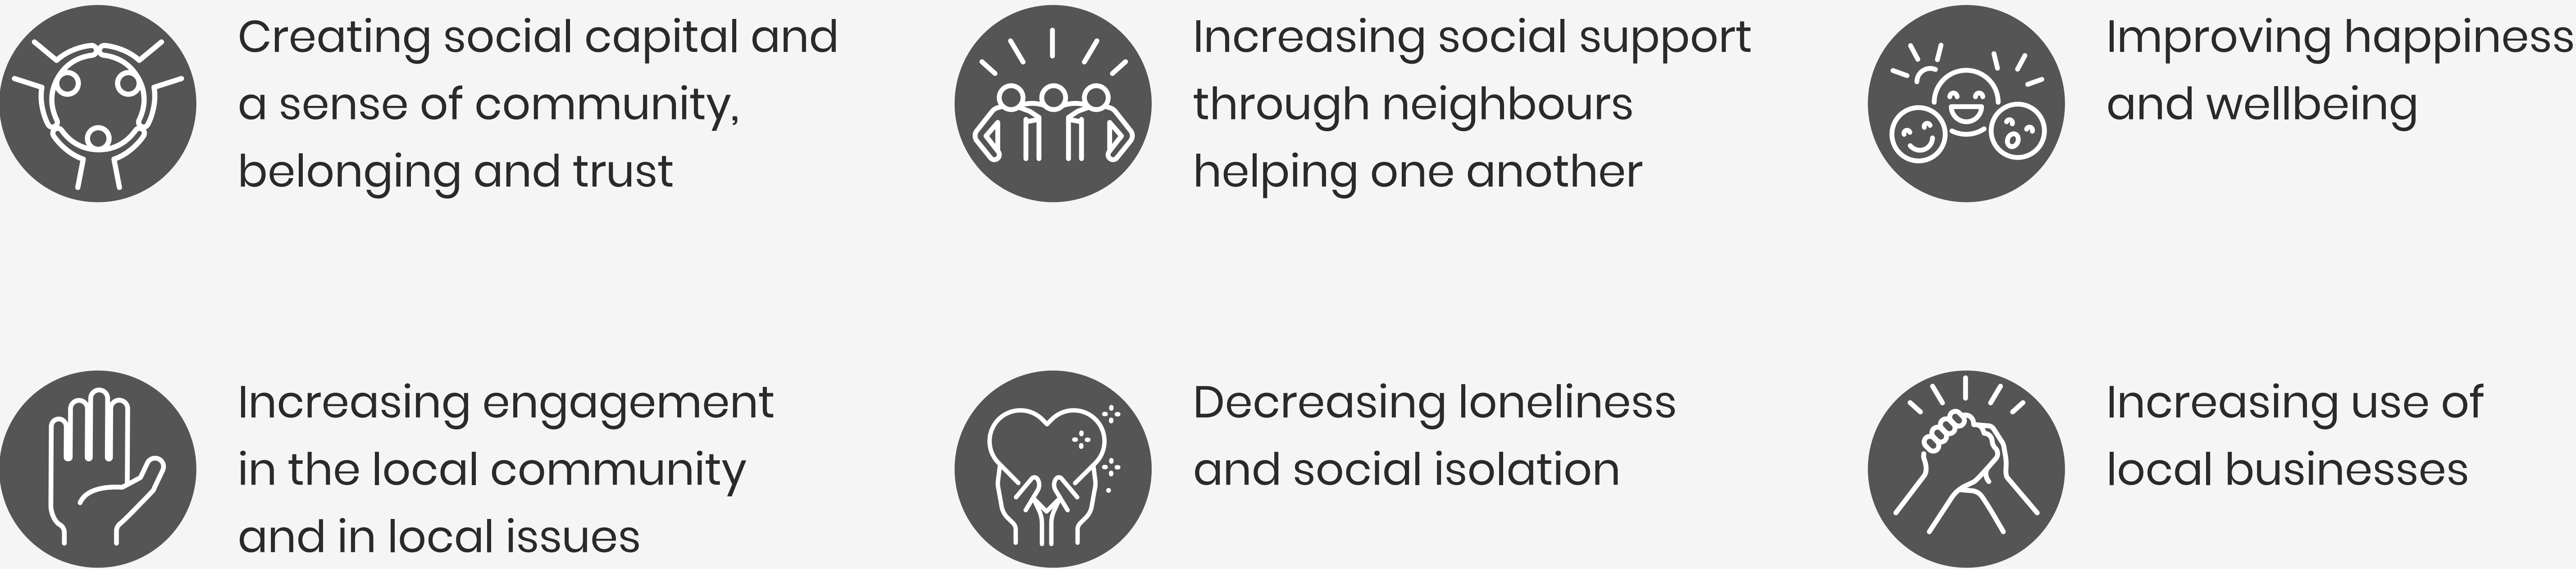 Creating social capital and
a sense of community,
belonging and trust
Increasing social support
through neighbours
helping one another
Improving happiness
and wellbeing
Increasing engagement
in the local community
and in local issues
Decreasing loneliness
and social isolation
Increasing use of
local businesses